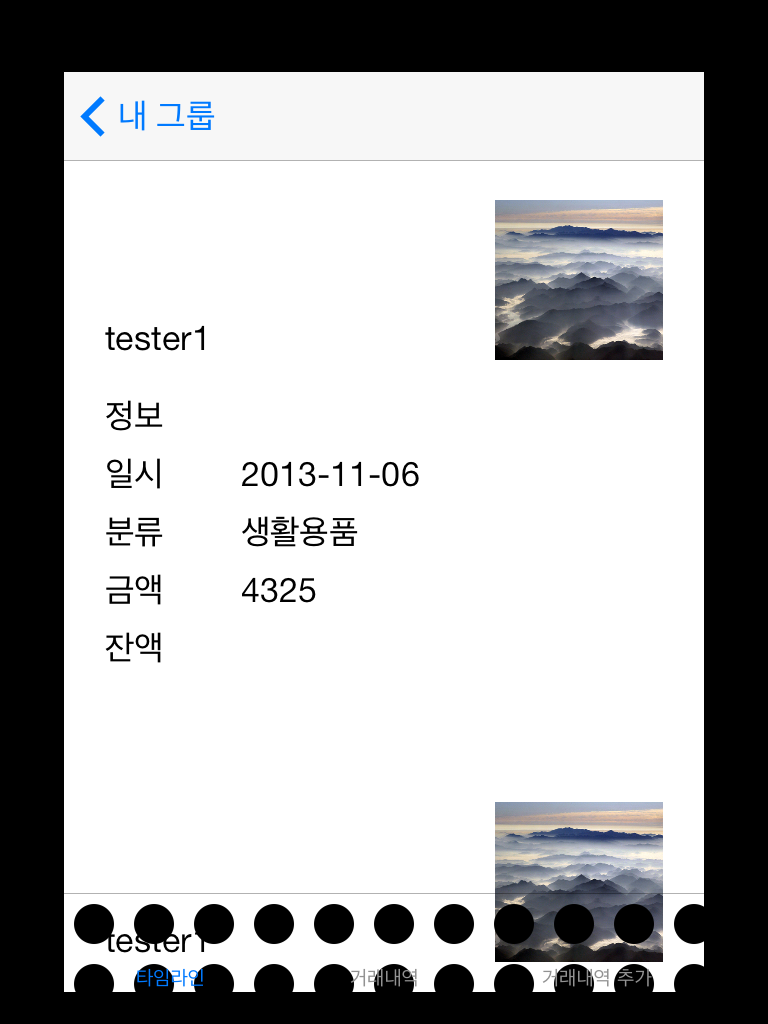 내 그룹
tester1
정보
일시 2013-11-06
분류 생활용품
금액 4325
잔액
tester1
타임라인 거래내역 거래내역 추가